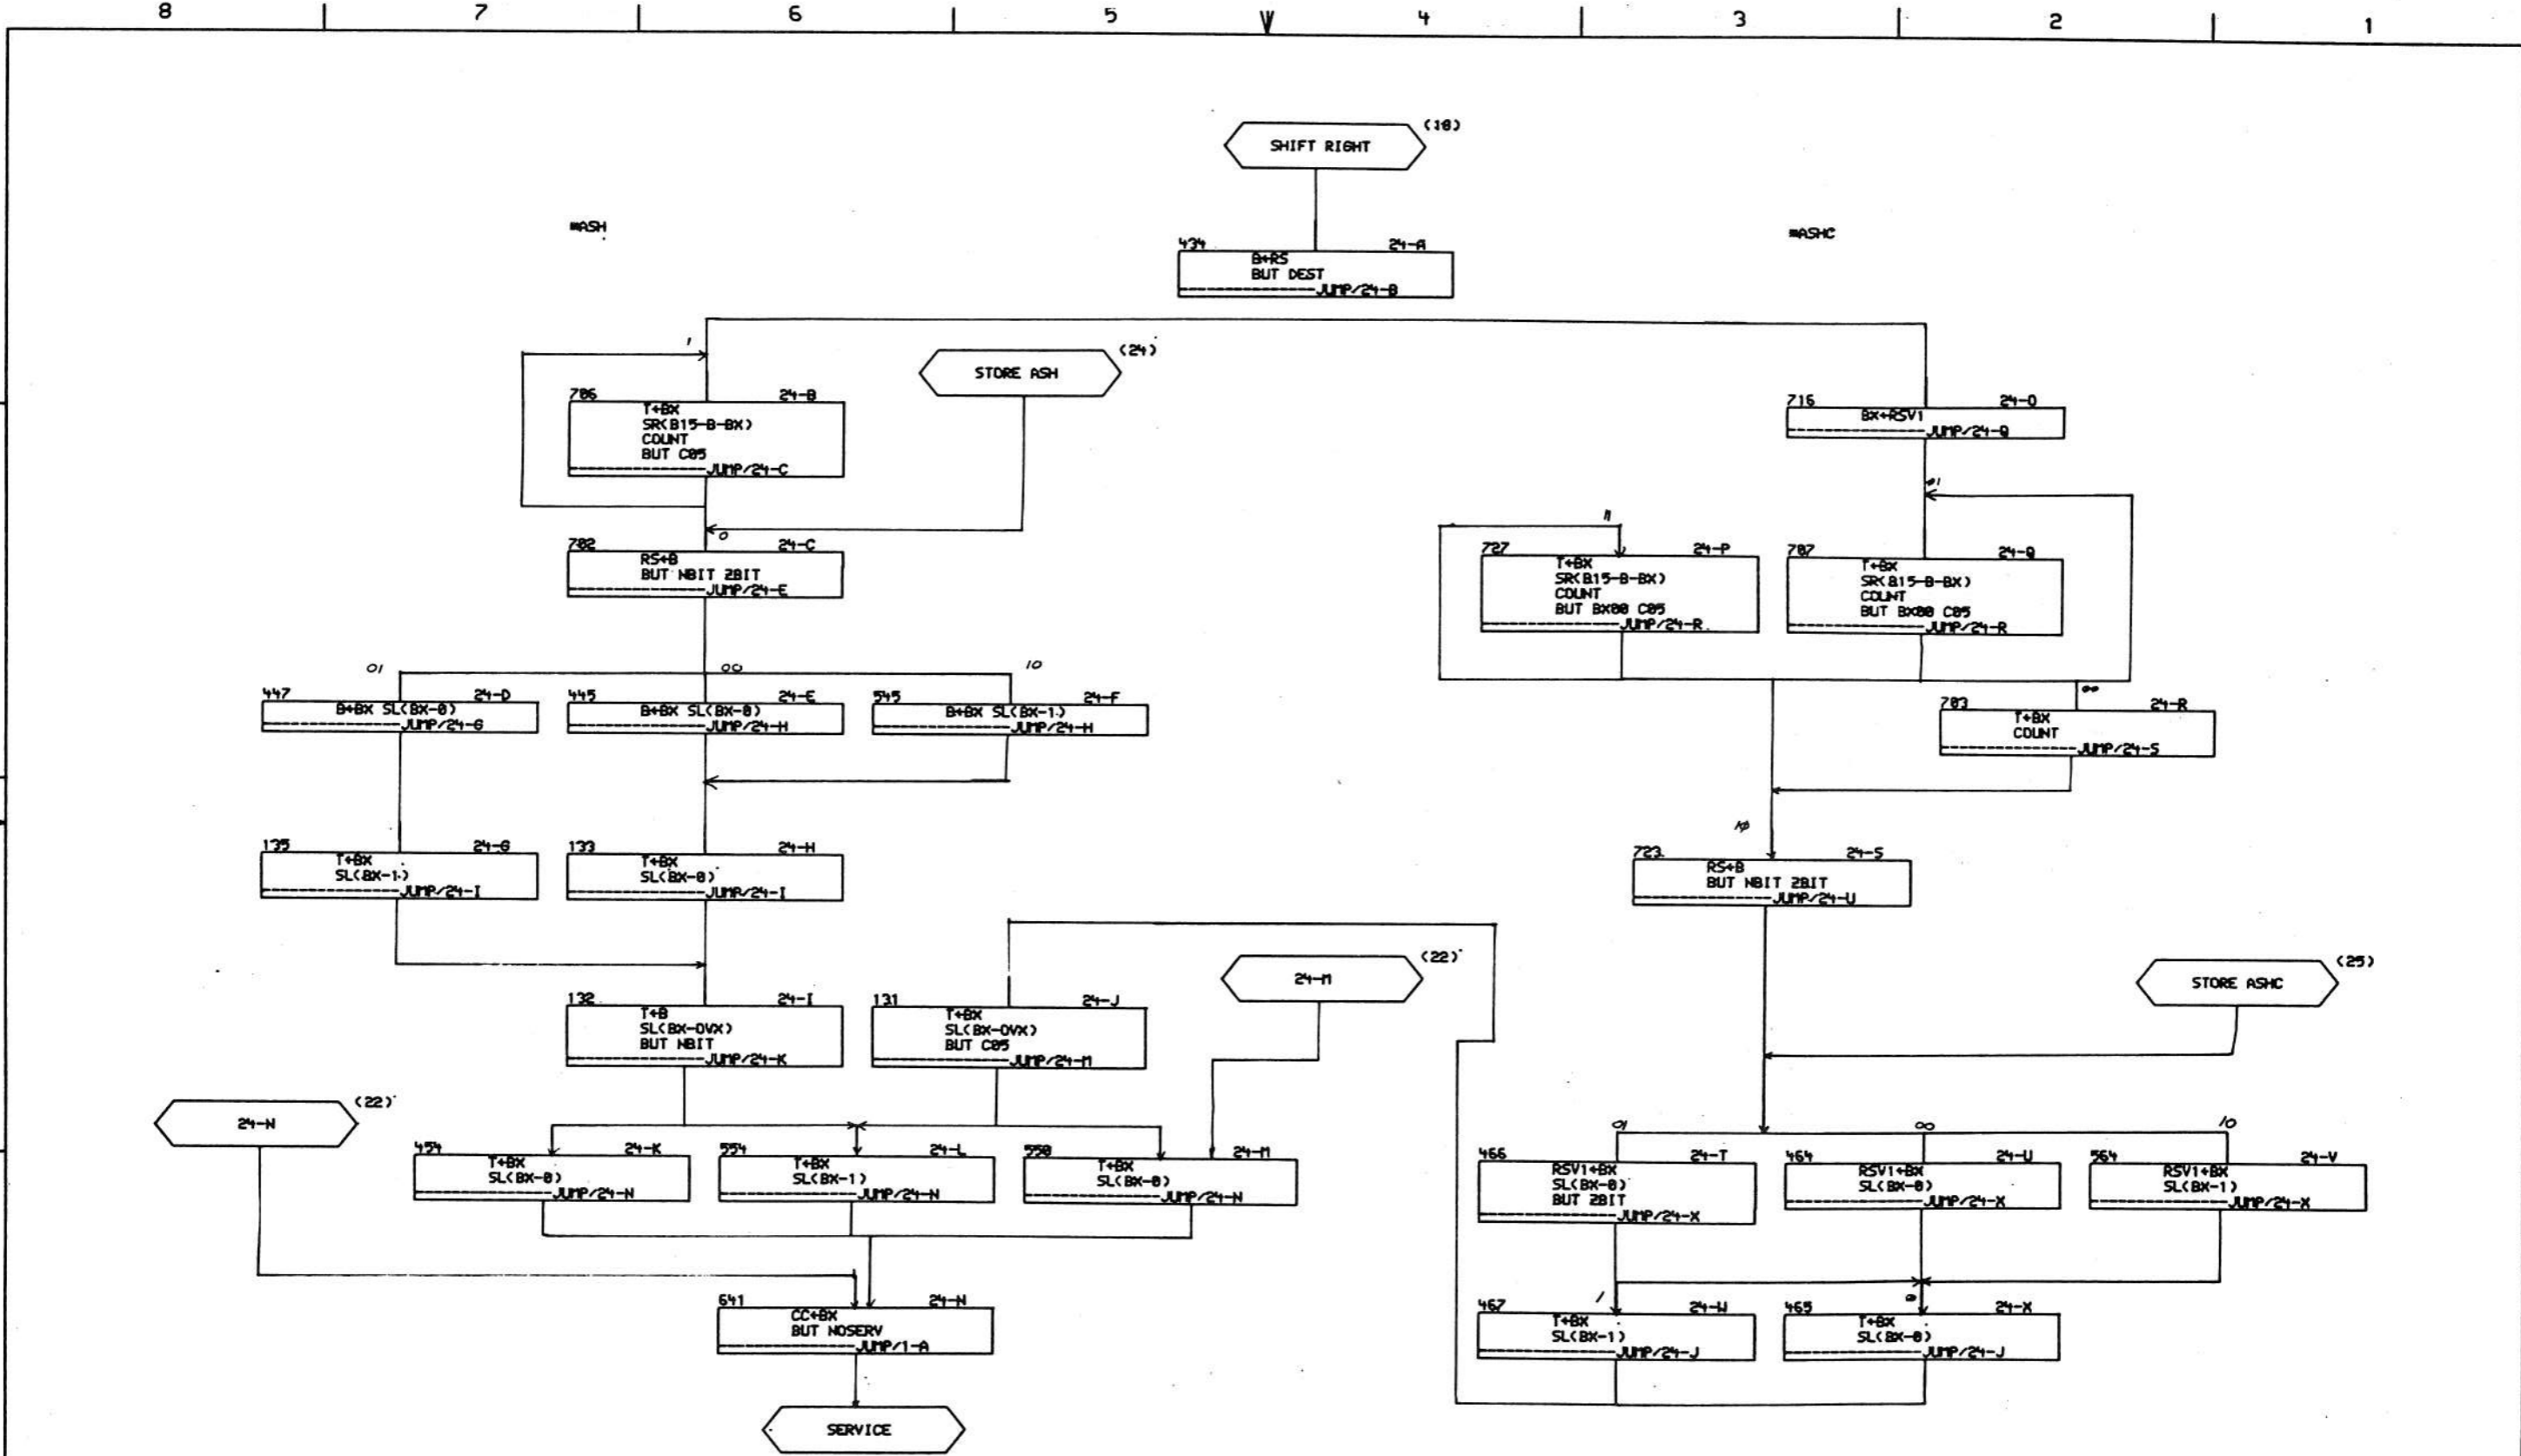 8 7 6 5 4 3 2 1
SHIFT RIGHT (18)
*ASH
*ASHC
434 24-A
B←RS
BUT DEST
JUMP/24-B
1
STORE ASH (24)
706 24-B
T←BX
SR(B15-B-BX)
COUNT
BUT C05
JUMP/24-C
716 24-O
BX←RSV1
JUMP/24-Q
01
0
11
702 24-C
RS←B
BUT NBIT ZBIT
JUMP/24-E
727 24-P
T←BX
SR(B15-B-BX)
COUNT
BUT BX00 C05
JUMP/24-R
707 24-Q
T←BX
SR(B15-B-BX)
COUNT
BUT BX00 C05
JUMP/24-R
01 00 10
00
447 24-D
B←BX SL(BX-0)
JUMP/24-G
445 24-E
B←BX SL(BX-0)
JUMP/24-H
545 24-F
B←BX SL(BX-1)
JUMP/24-H
703 24-R
T←BX
COUNT
JUMP/24-S
10
135 24-G
T←BX
SL(BX-1)
JUMP/24-I
133 24-H
T←BX
SL(BX-0)
JUMP/24-I
723 24-S
RS←B
BUT NBIT ZBIT
JUMP/24-U
24-M (22)
STORE ASHC (25)
132 24-I
T←B
SL(BX-OVX)
BUT NBIT
JUMP/24-K
131 24-J
T←BX
SL(BX-OVX)
BUT C05
JUMP/24-M
24-N (22)
01 00 10
454 24-K
T←BX
SL(BX-0)
JUMP/24-N
554 24-L
T←BX
SL(BX-1)
JUMP/24-N
550 24-M
T←BX
SL(BX-0)
JUMP/24-N
466 24-T
RSV1←BX
SL(BX-0)
BUT ZBIT
JUMP/24-X
464 24-U
RSV1←BX
SL(BX-0)
JUMP/24-X
564 24-V
RSV1←BX
SL(BX-1)
JUMP/24-X
1 0
641 24-N
CC←BX
BUT NOSERV
JUMP/1-A
467 24-W
T←BX
SL(BX-1)
JUMP/24-J
465 24-X
T←BX
SL(BX-0)
JUMP/24-J
SERVICE